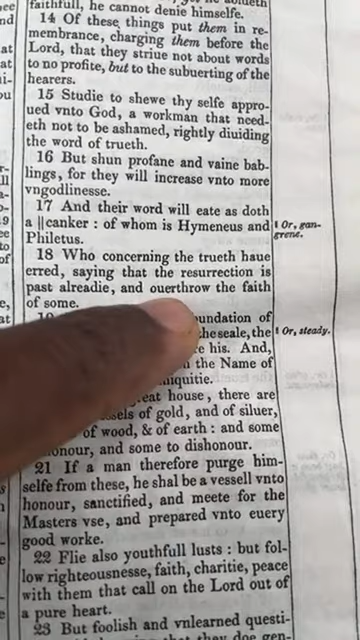 faithfull, he cannot denie himselfe.
14 Of these things put them in re-
membrance, charging them before the
Lord, that they striue not about words
to no profite, but to the subuerting of the
hearers.
15 Studie to shewe thy selfe appro-
ued vnto God, a workman that need-
eth not to be ashamed, rightly diuiding
the word of trueth.
16 But shun profane and vaine bab-
lings, for they will increase vnto more
vngodlinesse.
17 And their word will eate as doth
a ||canker: of whom is Hymeneus and
Philetus.
|| Or, gan-
grene.
18 Who concerning the trueth haue
erred, saying that the resurrection is
past alreadie, and ouerthrow the faith
of some.
oundation of
the seale, the
|| Or, steady.
his. And,
the Name of
iniquitie.
eat house, there are
ssels of gold, and of siluer,
of wood, & of earth: and some
honour, and some to dishonour.
21 If a man therefore purge him-
selfe from these, he shal be a vessell vnto
honour, sanctified, and meete for the
Masters vse, and prepared vnto euery
good worke.
22 Flie also youthfull lusts: but fol-
low righteousnesse, faith, charitie, peace
with them that call on the Lord out of
a pure heart.
23 But foolish and vnlearned questi-
that they doe gen-